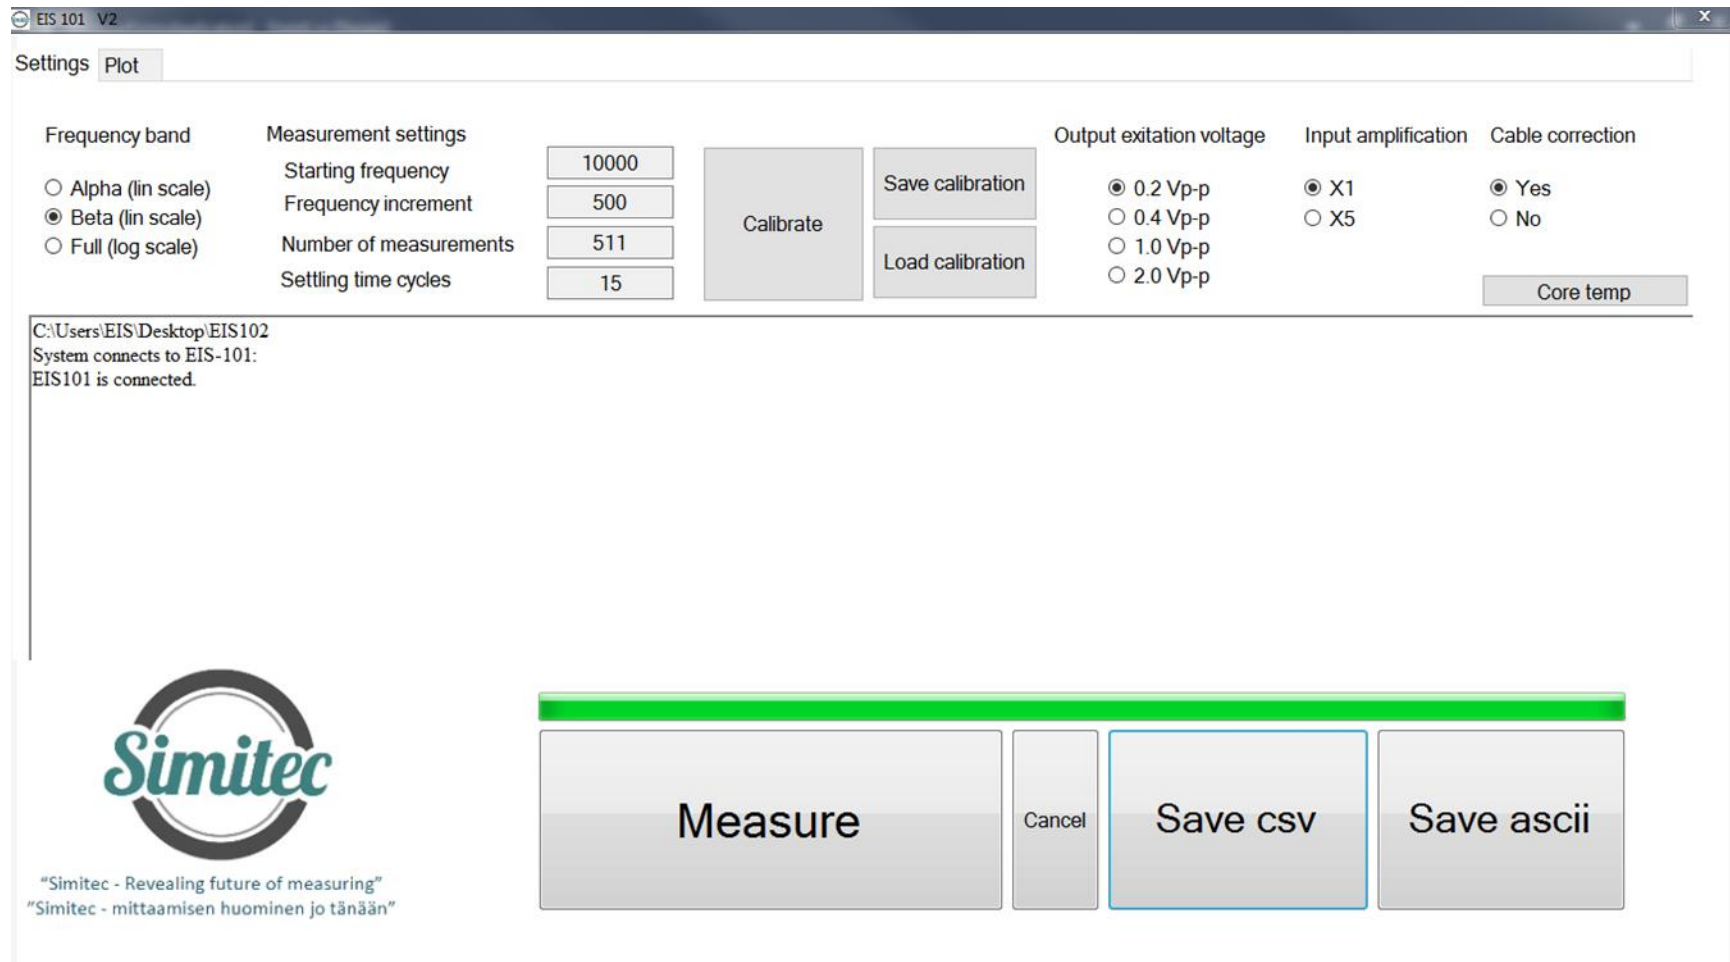 EIS 101 V2
X
Settings Plot
Frequency band
Alpha (lin scale)
Beta (lin scale)
Full (log scale)
Measurement settings
Starting frequency 10000
Frequency increment 500
Number of measurements 511
Settling time cycles 15
Calibrate
Save calibration
Load calibration
Output exitation voltage
0.2 Vp-p
0.4 Vp-p
1.0 Vp-p
2.0 Vp-p
Input amplification
X1
X5
Cable correction
Yes
No
Core temp
C:\Users\EIS\Desktop\EIS102
System connects to EIS-101:
EIS101 is connected.
Simitec
"Simitec - Revealing future of measuring"
"Simitec - mittaamisen huominen jo tänään"
Measure
Cancel
Save csv
Save ascii